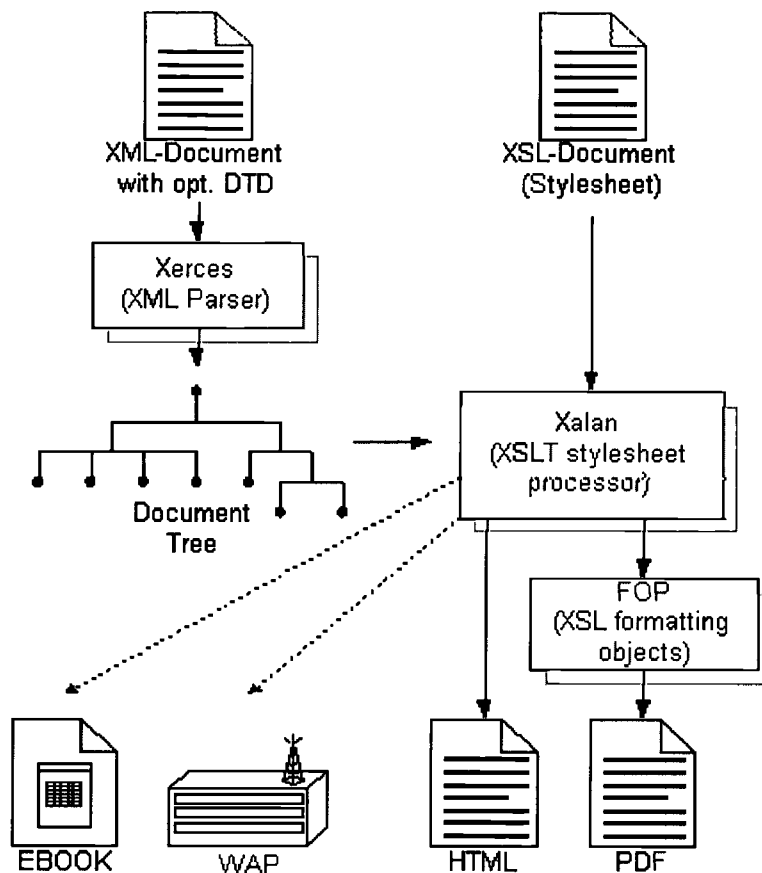 XML-Document
with opt. DTD
XSL-Document
(Stylesheet)
Xerces
(XML Parser)
Xalan
(XSLT stylesheet
processor)
Document
Tree
FOP
(XSL formatting
objects)
EBOOK
WAP
HTML
PDF